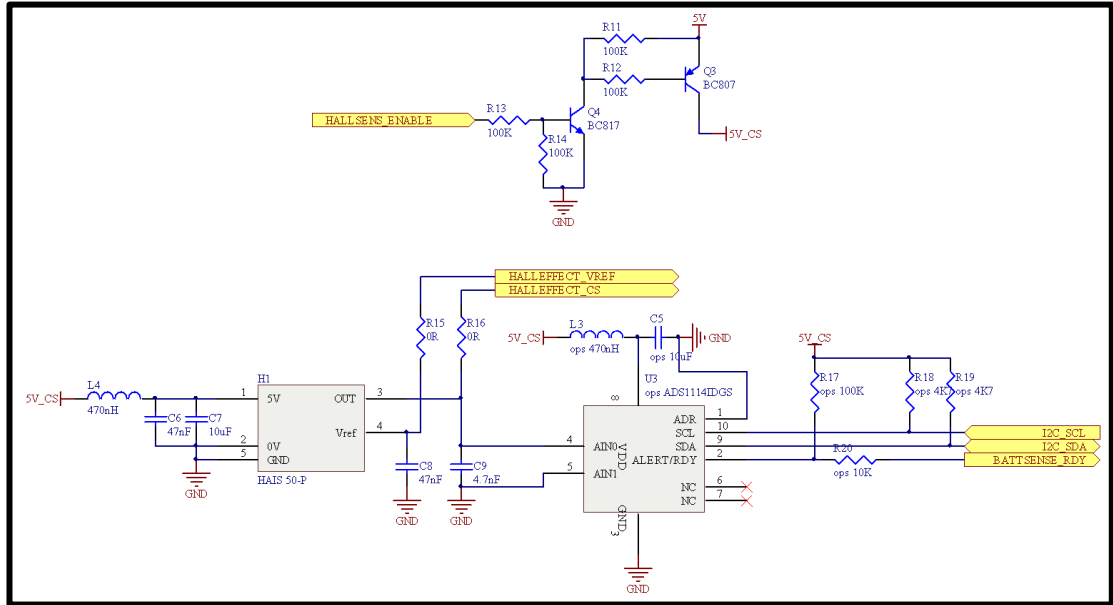 5V
R11
100K
R12
100K
Q3
BC807
HALLSENS_ENABLE
R13
100K
Q4
BC817
R14
100K
5V_CS
GND
HALLEFFECT_VREF
HALLEFFECT_CS
R15
0R
R16
0R
5V_CS
L3
ops 470nH
C5
ops 10uF
GND
5V_CS
U3
ops ADS1114IDGS
R17
ops 100K
R18
ops 4K7
R19
ops 4K7
5V_CS
L4
470nH
C6
47nF
C7
10uF
GND
H1
1
5V
OUT
3
Vref
4
2
0V
5
GND
HAIS 50-P
C8
47nF
GND
C9
4.7nF
GND
8
VDD
4
AIN0
5
AIN1
ADR
1
SCL
10
SDA
9
ALERT/RDY
2
NC
6
NC
7
GND
3
GND
I2C_SCL
I2C_SDA
R20
ops 10K
BATTSENSE_RDY